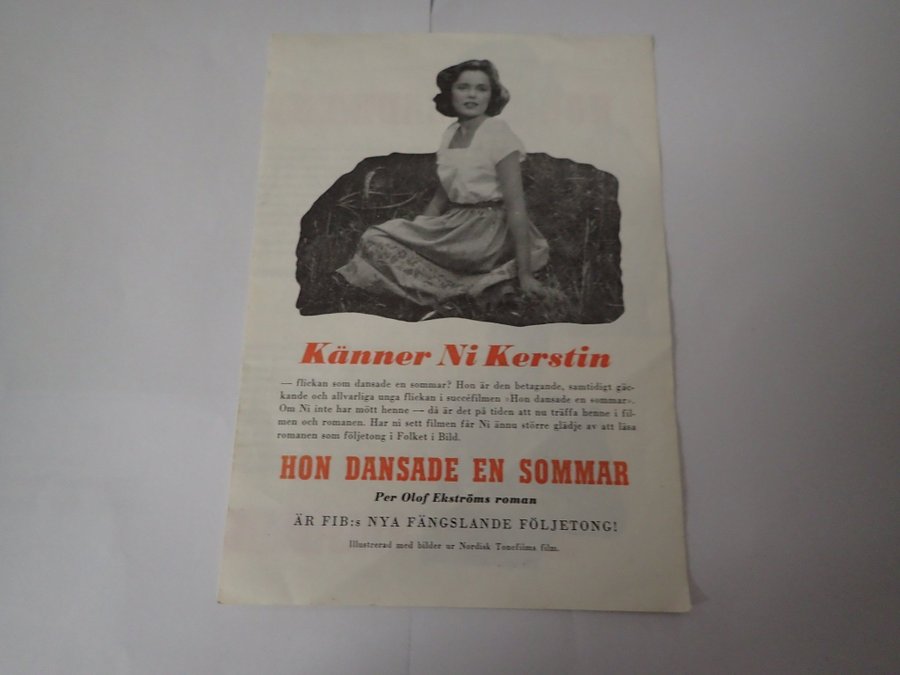 Känner Ni Kerstin
— flickan som dansade en sommar? Hon är den betagande, samtidigt gäc-
kande och allvarliga unga flickan i succéfilmen »Hon dansade en sommar».
Om Ni inte har mött henne — då är det på tiden att nu träffa henne i fil-
men och romanen. Har ni sett filmen får Ni ännu större glädje av att läsa
romanen som följetong i Folket i Bild.
HON DANSADE EN SOMMAR
Per Olof Ekströms roman
ÄR FIB:s NYA FÄNGSLANDE FÖLJETONG!
Illustrerad med bilder ur Nordisk Tonefilms film.